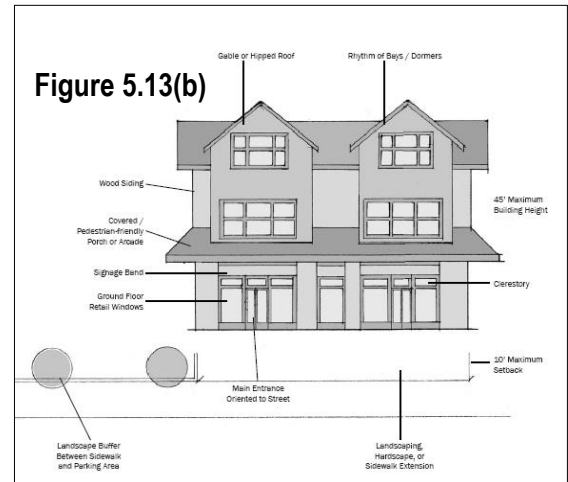 Gable or Hipped Roof
Rhythm of Bays / Dormers
Figure 5.13(b)
Wood Siding
45' Maximum
Building Height
Covered /
Pedestrian-friendly
Porch or Arcade
Signage Band
Clerestory
Ground Floor
Retail Windows
10' Maximum
Setback
Main Entrance
Oriented to Street
Landscape Buffer
Between Sidewalk
and Parking Area
Landscaping,
Hardscape, or
Sidewalk Extension